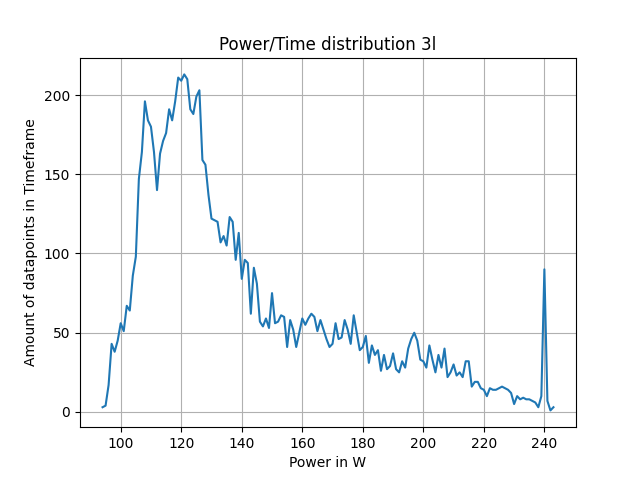 Power/Time distribution 3l
Amount of datapoints in Timeframe
200
150
100
50
0
100 120 140 160 180 200 220 240
Power in W